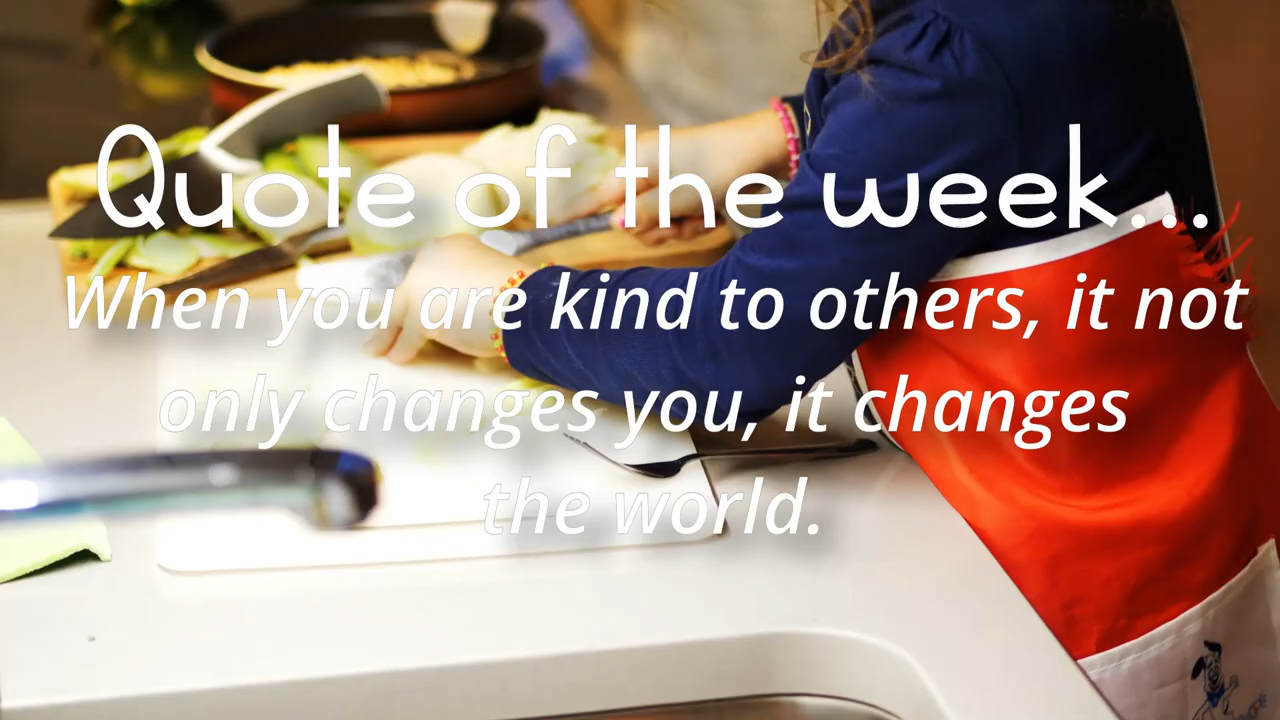 Quote of the week...
When you are kind to others, it not
only changes you, it changes
the world.